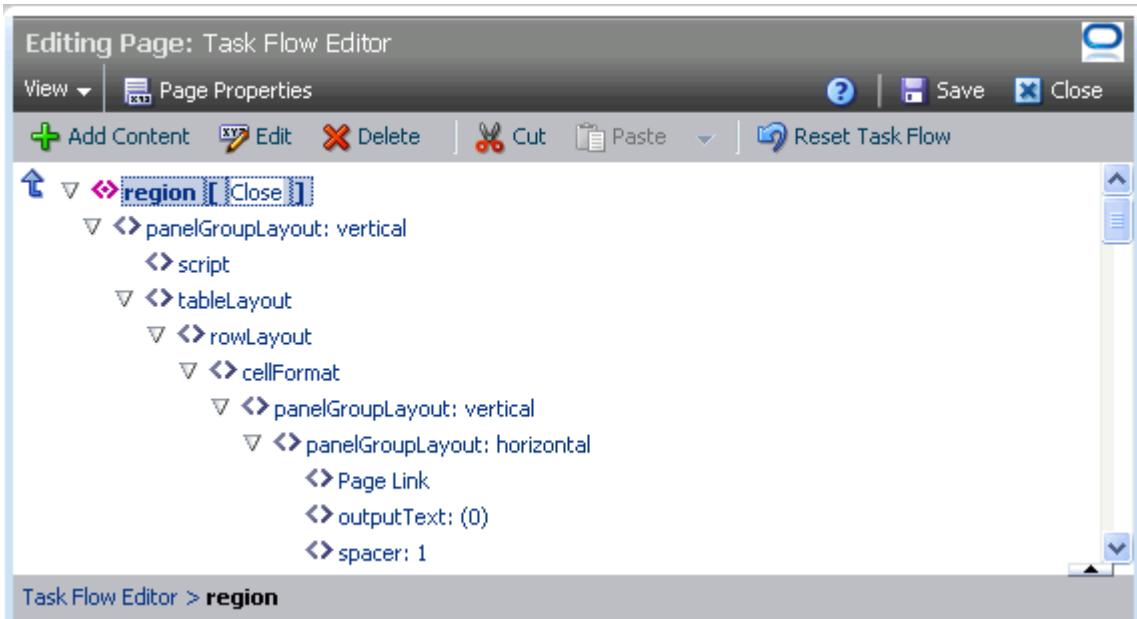 Editing Page: Task Flow Editor
View Page Properties Save Close
Add Content Edit Delete Cut Paste Reset Task Flow
region [ Close ]
panelGroupLayout: vertical
script
tableLayout
rowLayout
cellFormat
panelGroupLayout: vertical
panelGroupLayout: horizontal
Page Link
outputText: (0)
spacer: 1
Task Flow Editor > region